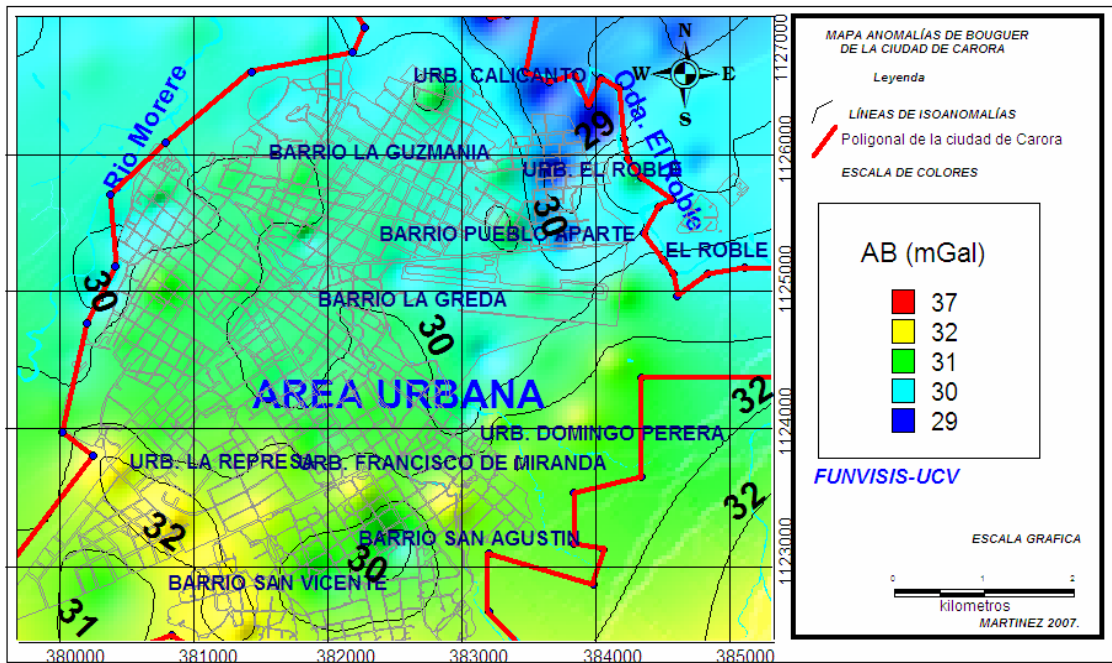 Rio Morere
URB. CALICANTO
N
W E
S
Qda. El Roble
29
BARRIO LA GUZMANIA
URB. EL ROBLE
30
BARRIO PUEBLO APARTE
EL ROBLE
30
BARRIO LA GREDA
30
AREA URBANA
32
URB. DOMINGO PERERA
URB. LA REPRESA
URB. FRANCISCO DE MIRANDA
32
32
BARRIO SAN AGUSTIN
30
BARRIO SAN VICENTE
31
1127000
1126000
1125000
1124000
1123000
380000
381000
382000
383000
384000
385000
MAPA ANOMALÍAS DE BOUGUER
DE LA CIUDAD DE CARORA
Leyenda
LÍNEAS DE ISOANOMALÍAS
Poligonal de la ciudad de Carora
ESCALA DE COLORES
AB (mGal)
37
32
31
30
29
FUNVISIS-UCV
ESCALA GRAFICA
0 1 2
kilometros
MARTINEZ 2007.